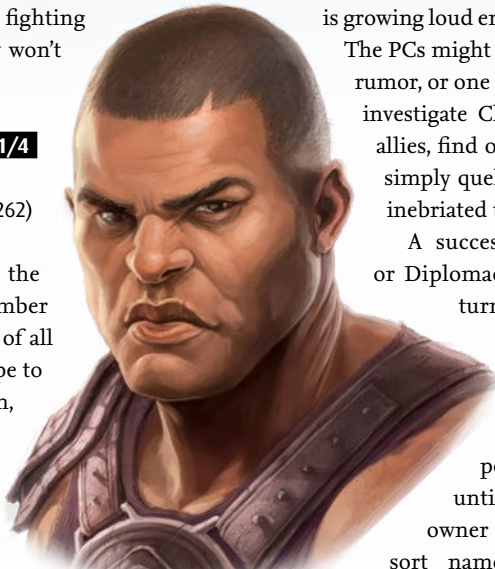 fighting
won't
1/4
262)
the
mber
of all
pe to
n,
is growing loud en
The PCs might
rumor, or one
investigate Cl
allies, find o
simply quel
inebriated t
A succes
or Diplomac
turn
po
unti
owner
sort name